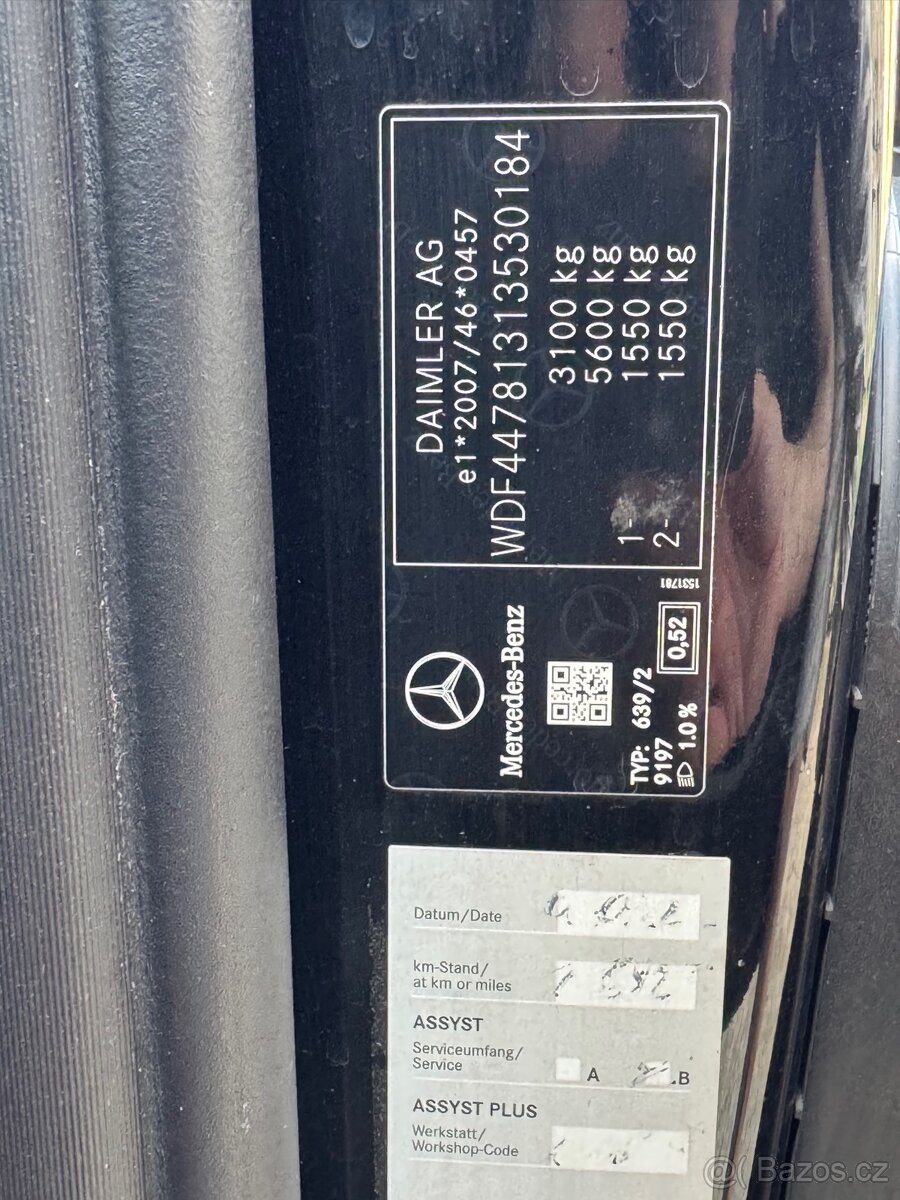 DAIMLER AG
e1*2007/46*0457
WDF44781313530184
3100 kg
5600 kg
1- 1550 kg
2- 1550 kg
Mercedes-Benz
TYP: 639/2
9197
1.0 %
0,52
1531781
Datum/Date
km-Stand/
at km or miles
ASSYST
Serviceumfang/
Service
A
B
ASSYST PLUS
Werkstatt/
Workshop-Code
@ Bazos.cz